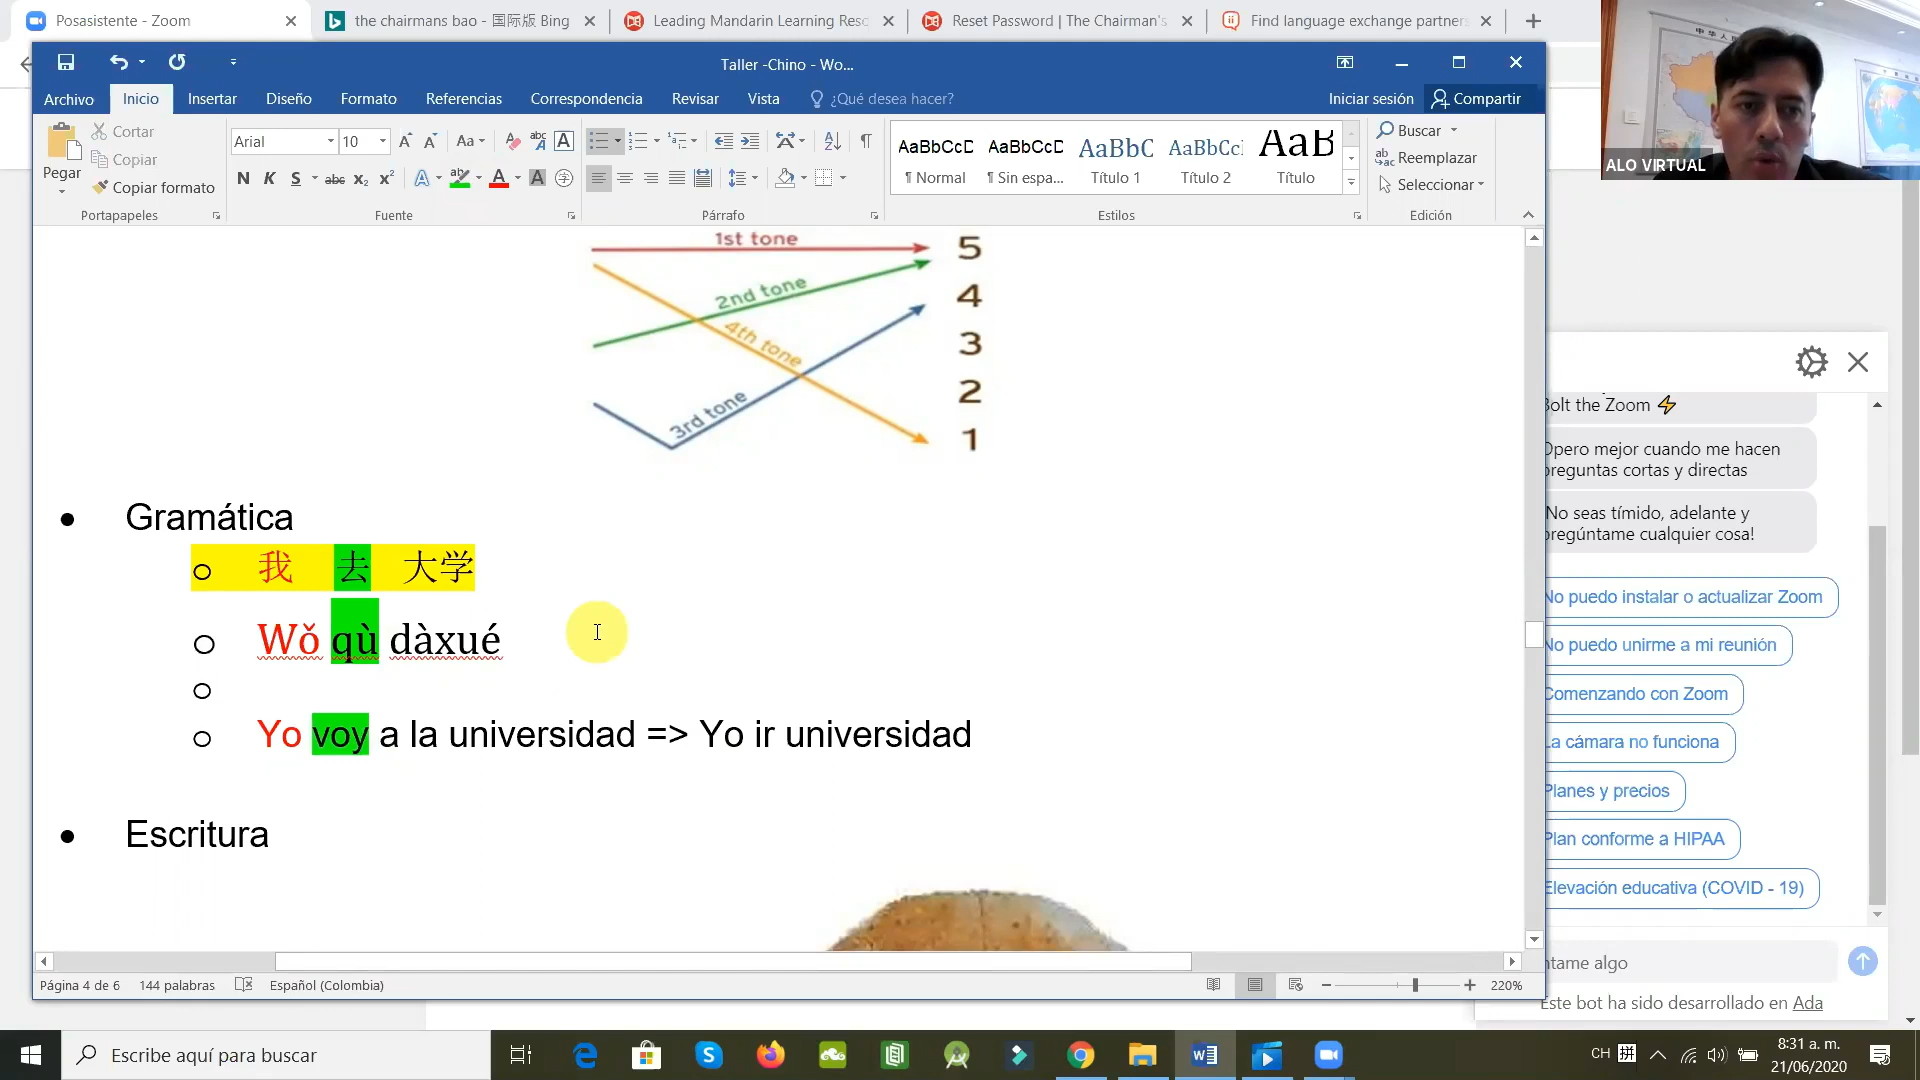 Posasistente - Zoom
the chairmans bao - 国际版 Bing
Leading Mandarin Learning Resc
Reset Password | The Chairman's
Find language exchange partners
Taller -Chino - Wo...
Archivo Inicio Insertar Diseño Formato Referencias Correspondencia Revisar Vista ¿Qué desea hacer? Iniciar sesión Compartir
Pegar
Cortar
Copiar
Copiar formato
Portapapeles
Arial 10
Fuente
Párrafo
AaBbCcD AaBbCcD AaBbC AaBbCc AaB
¶ Normal ¶ Sin espa... Título 1 Título 2 Título
Estilos
Buscar
Reemplazar
Seleccionar
Edición
ALO VIRTUAL
1st tone
2nd tone
4th tone
3rd tone
5
4
3
2
1
Gramática
我 去 大学
Wǒ qù dàxué
Yo voy a la universidad => Yo ir universidad
Escritura
Bolt the Zoom ⚡
Opero mejor cuando me hacen
preguntas cortas y directas
No seas tímido, adelante y
pregúntame cualquier cosa!
No puedo instalar o actualizar Zoom
No puedo unirme a mi reunión
Comenzando con Zoom
La cámara no funciona
Planes y precios
Plan conforme a HIPAA
Elevación educativa (COVID - 19)
ntame algo
Este bot ha sido desarrollado en Ada
Página 4 de 6 144 palabras Español (Colombia) 220%
Escribe aquí para buscar
CH 拼
8:31 a. m.
21/06/2020